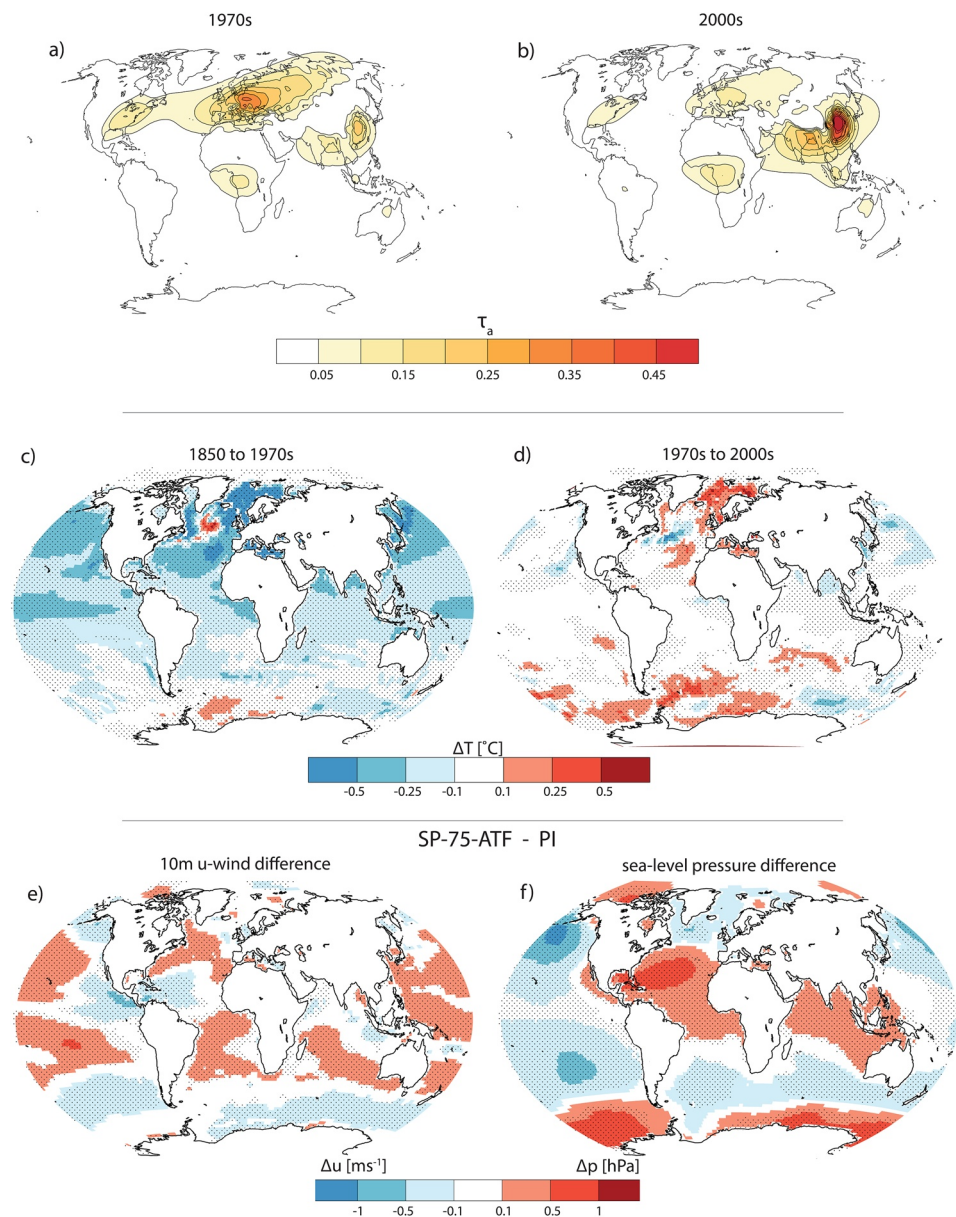 1970s
2000s
a)
b)
τa
0.05 0.15 0.25 0.35 0.45
c)
1850 to 1970s
d)
1970s to 2000s
ΔT [˚C]
-0.5 -0.25 -0.1 0.1 0.25 0.5
SP-75-ATF - PI
10m u-wind difference
sea-level pressure difference
e)
f)
Δu [ms-1]
Δp [hPa]
-1 -0.5 -0.1 0.1 0.5 1